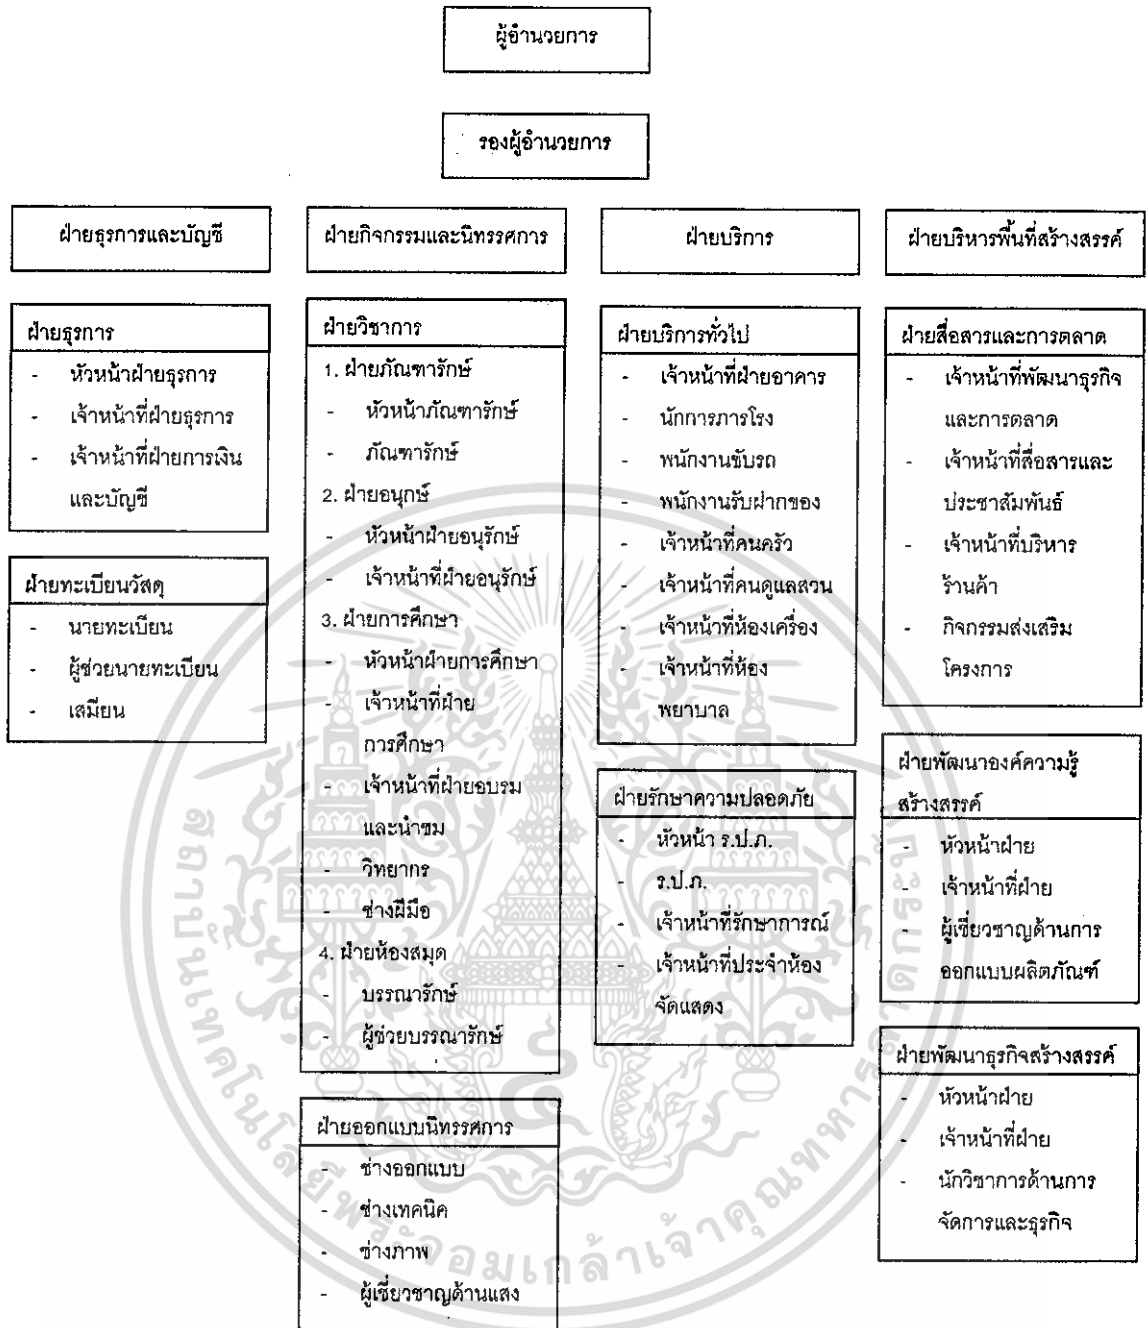 ผู้อำนวยการ
รองผู้อำนวยการ
ฝ่ายธุรการและบัญชี
ฝ่ายกิจกรรมและนิทรรศการ
ฝ่ายบริการ
ฝ่ายบริหารพื้นที่สร้างสรรค์
ฝ่ายธุรการ
- หัวหน้าฝ่ายธุรการ
- เจ้าหน้าที่ฝ่ายธุรการ
- เจ้าหน้าที่ฝ่ายการเงิน
และบัญชี
ฝ่ายทะเบียนวัสดุ
- นายทะเบียน
- ผู้ช่วยนายทะเบียน
- เสมียน
ฝ่ายวิชาการ
1. ฝ่ายภัณฑารักษ์
- หัวหน้าภัณฑารักษ์
- ภัณฑารักษ์
2. ฝ่ายอนุกษ์
- หัวหน้าฝ่ายอนุรักษ์
- เจ้าหน้าที่ฝ่ายอนุรักษ์
3. ฝ่ายการศึกษา
- หัวหน้าฝ่ายการศึกษา
- เจ้าหน้าที่ฝ่าย
การศึกษา
- เจ้าหน้าที่ฝ่ายอบรม
และนำชม
- วิทยากร
- ช่างฝีมือ
4. ฝ่ายห้องสมุด
- บรรณารักษ์
- ผู้ช่วยบรรณารักษ์
ฝ่ายออกแบบนิทรรศการ
- ช่างออกแบบ
- ช่างเทคนิค
- ช่างภาพ
- ผู้เชี่ยวชาญด้านแสง
ฝ่ายบริการทั่วไป
- เจ้าหน้าที่ฝ่ายอาคาร
- นักการภารโรง
- พนักงานขับรถ
- พนักงานรับฝากของ
- เจ้าหน้าที่คนครัว
- เจ้าหน้าที่คนดูแลสวน
- เจ้าหน้าที่ห้องเครื่อง
- เจ้าหน้าที่ห้อง
พยาบาล
ฝ่ายรักษาความปลอดภัย
- หัวหน้า ร.ป.ภ.
- ร.ป.ภ.
- เจ้าหน้าที่รักษาการณ์
- เจ้าหน้าที่ประจำห้อง
จัดแสดง
ฝ่ายสื่อสารและการตลาด
- เจ้าหน้าที่พัฒนาธุรกิจ
และการตลาด
- เจ้าหน้าที่สื่อสารและ
ประชาสัมพันธ์
- เจ้าหน้าที่บริหาร
ร้านค้า
- กิจกรรมส่งเสริม
โครงการ
ฝ่ายพัฒนาองค์ความรู้
สร้างสรรค์
- หัวหน้าฝ่าย
- เจ้าหน้าที่ฝ่าย
- ผู้เชี่ยวชาญด้านการ
ออกแบบผลิตภัณฑ์
ฝ่ายพัฒนาธุรกิจสร้างสรรค์
- หัวหน้าฝ่าย
- เจ้าหน้าที่ฝ่าย
- นักวิชาการด้านการ
จัดการและธุรกิจ
สถาบันเทคโนโลยีพระจอมเกล้าเจ้าคุณทหารลาดกระบัง